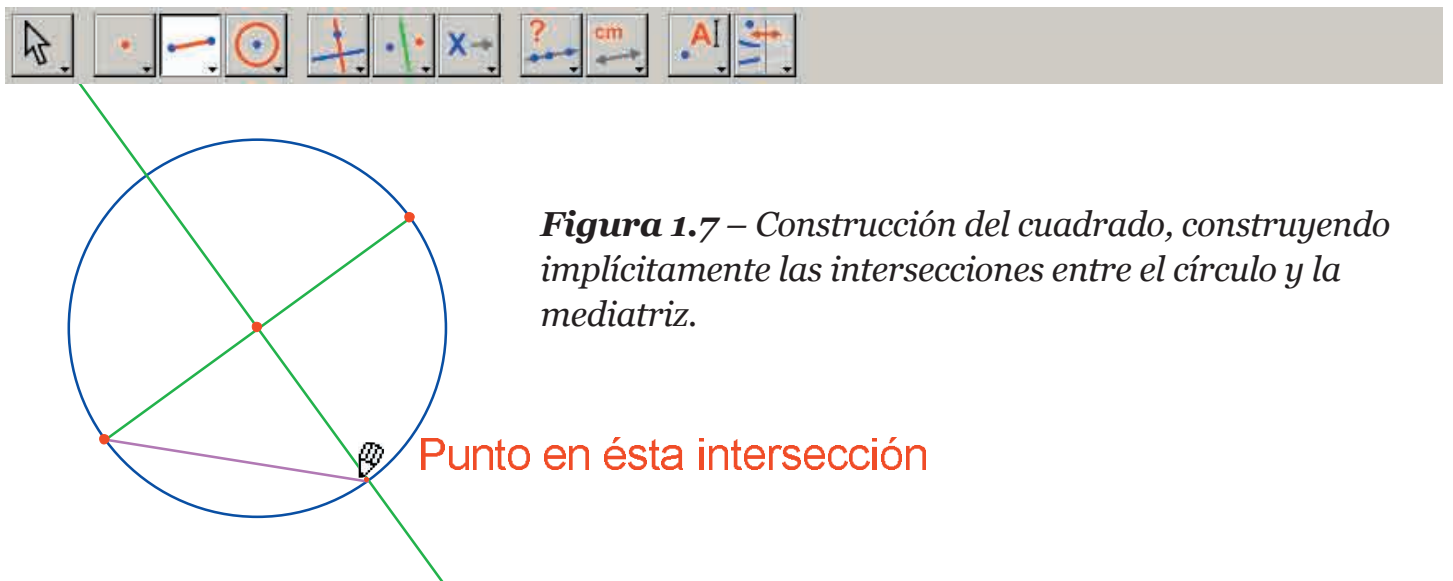 X ? cm A
Figura 1.7 – Construcción del cuadrado, construyendo
implícitamente las intersecciones entre el círculo y la
mediatriz.
Punto en ésta intersección